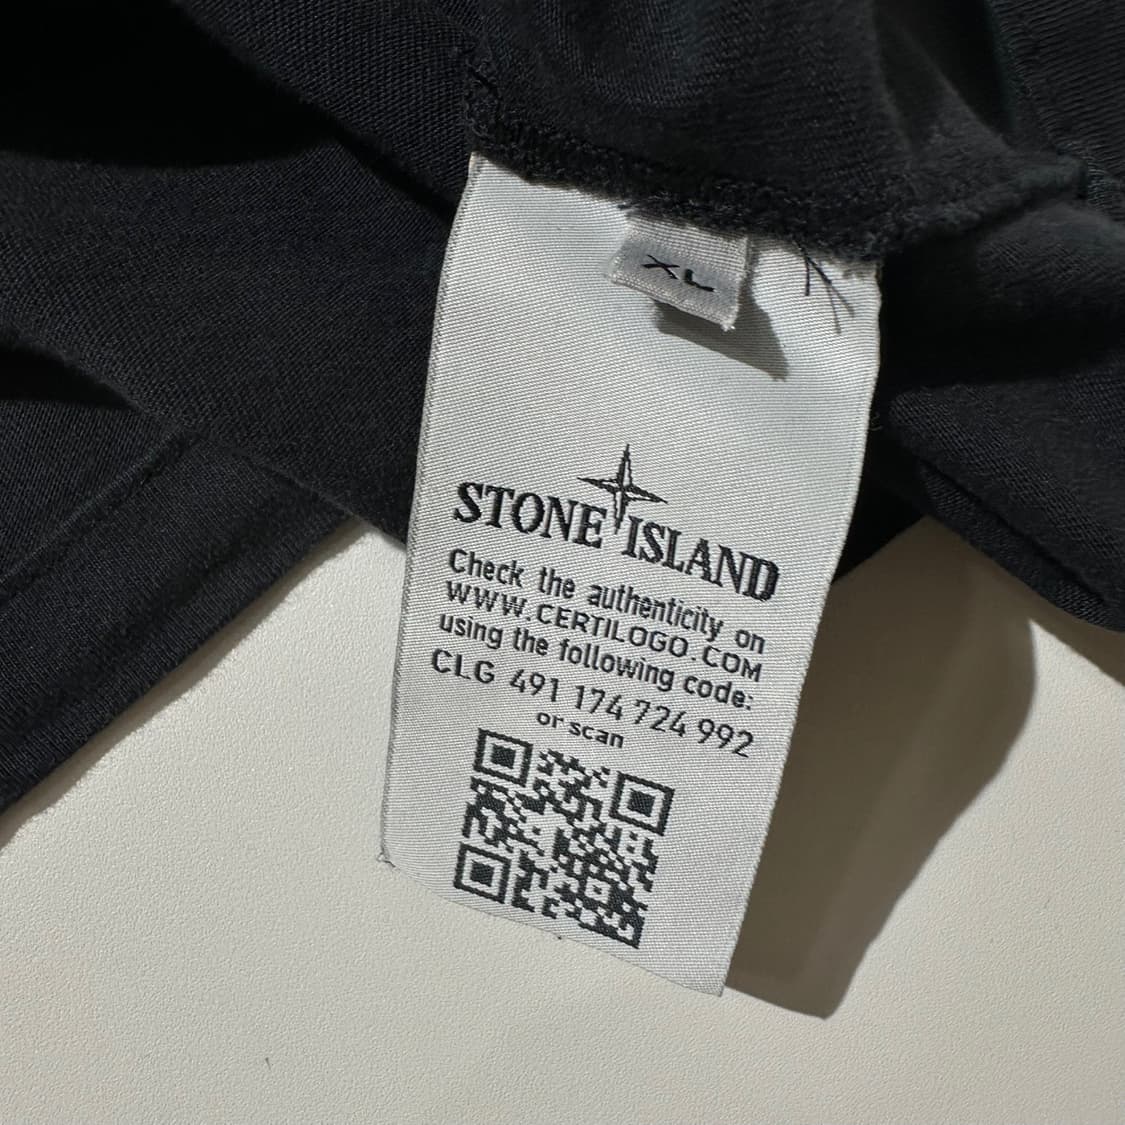 XL
STONE ISLAND
Check the authenticity on
WWW.CERTILOGO.COM
using the following code:
CLG 491 174 724 992
or scan